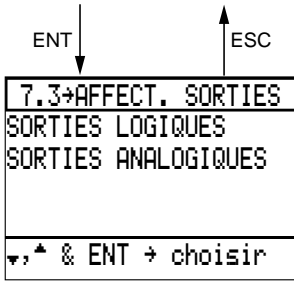 ENT ESC
7.3→AFFECT. SORTIES
SORTIES LOGIQUES
SORTIES ANALOGIQUES
▼,▲ & ENT → choisir